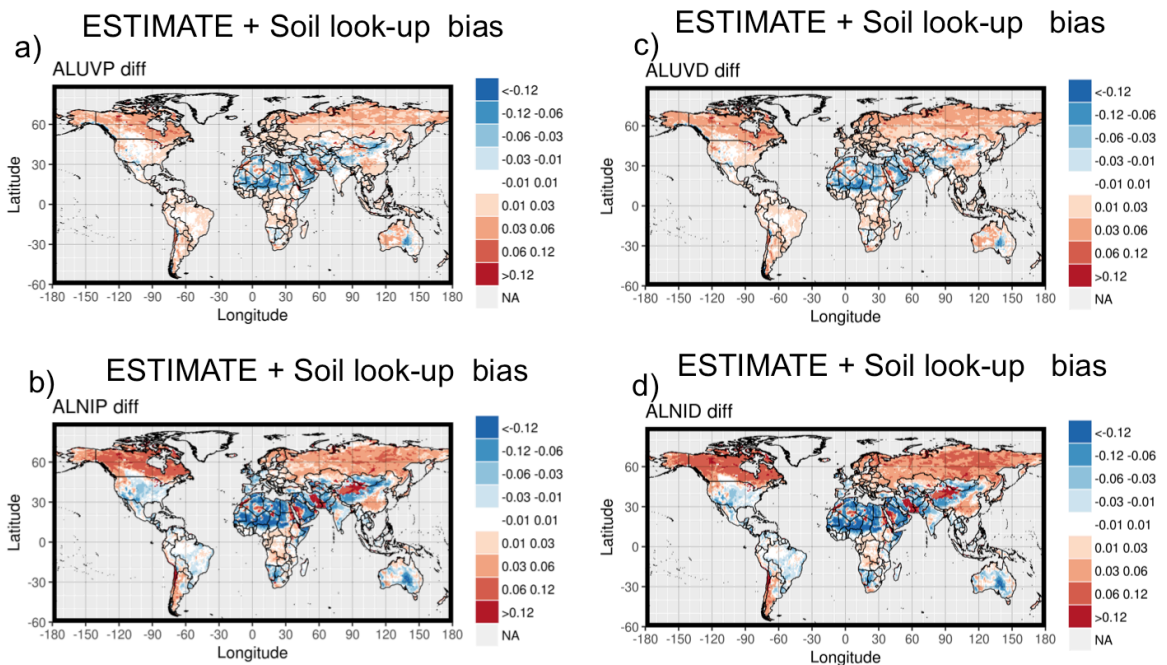 ESTIMATE + Soil look-up bias
a)
ALUVP diff
60
30
0
-30
-60
Latitude
-180 -150 -120 -90 -60 -30 0 30 60 90 120 150 180
Longitude
<-0.12
-0.12 -0.06
-0.06 -0.03
-0.03 -0.01
-0.01 0.01
0.01 0.03
0.03 0.06
0.06 0.12
>0.12
NA
ESTIMATE + Soil look-up bias
c)
ALUVD diff
60
30
0
-30
-60
Latitude
-180 -150 -120 -90 -60 -30 0 30 60 90 120 150 180
Longitude
<-0.12
-0.12 -0.06
-0.06 -0.03
-0.03 -0.01
-0.01 0.01
0.01 0.03
0.03 0.06
0.06 0.12
>0.12
NA
ESTIMATE + Soil look-up bias
b)
ALNIP diff
60
30
0
-30
-60
Latitude
-180 -150 -120 -90 -60 -30 0 30 60 90 120 150 180
Longitude
<-0.12
-0.12 -0.06
-0.06 -0.03
-0.03 -0.01
-0.01 0.01
0.01 0.03
0.03 0.06
0.06 0.12
>0.12
NA
ESTIMATE + Soil look-up bias
d)
ALNID diff
60
30
0
-30
-60
Latitude
-180 -150 -120 -90 -60 -30 0 30 60 90 120 150 180
Longitude
<-0.12
-0.12 -0.06
-0.06 -0.03
-0.03 -0.01
-0.01 0.01
0.01 0.03
0.03 0.06
0.06 0.12
>0.12
NA